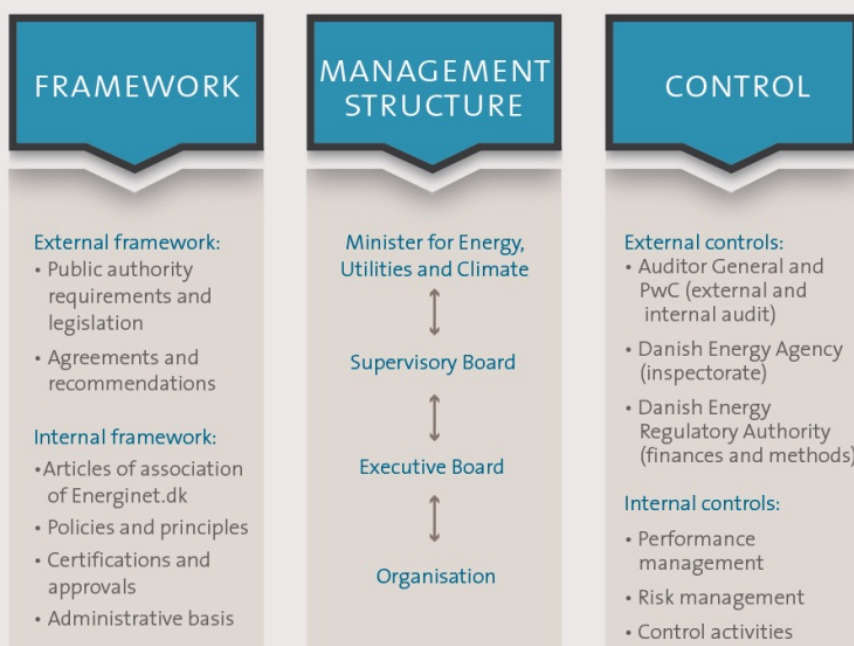 FRAMEWORK
External framework:
• Public authority
requirements and
legislation
• Agreements and
recommendations
Internal framework:
•Articles of association
of Energinet.dk
• Policies and principles
• Certifications and
approvals
• Administrative basis
MANAGEMENT
STRUCTURE
Minister for Energy,
Utilities and Climate
Supervisory Board
Executive Board
Organisation
CONTROL
External controls:
• Auditor General and
PwC (external and
internal audit)
• Danish Energy Agency
(inspectorate)
• Danish Energy
Regulatory Authority
(finances and methods)
Internal controls:
• Performance
management
• Risk management
• Control activities